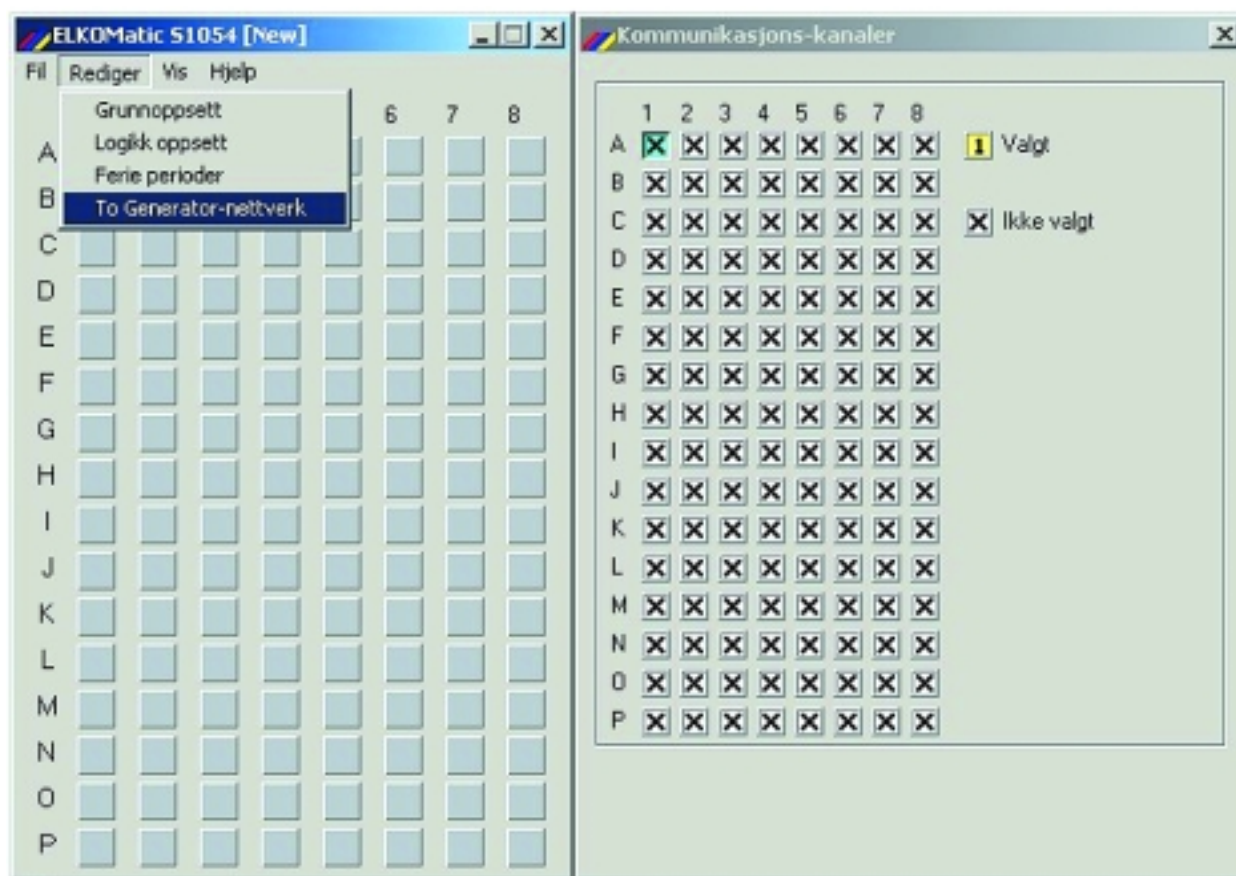 ELKOMatic S1054 [New]
Fil Rediger Vis Hjelp
Grunnoppsett
Logikk oppsett
Ferie perioder
To Generator-nettverk
6 7 8
A
B
C
D
E
F
G
H
I
J
K
L
M
N
O
P
Kommunikasjons-kanaler
1 2 3 4 5 6 7 8
A
B
C
D
E
F
G
H
I
J
K
L
M
N
O
P
1 Valgt
Ikke valgt